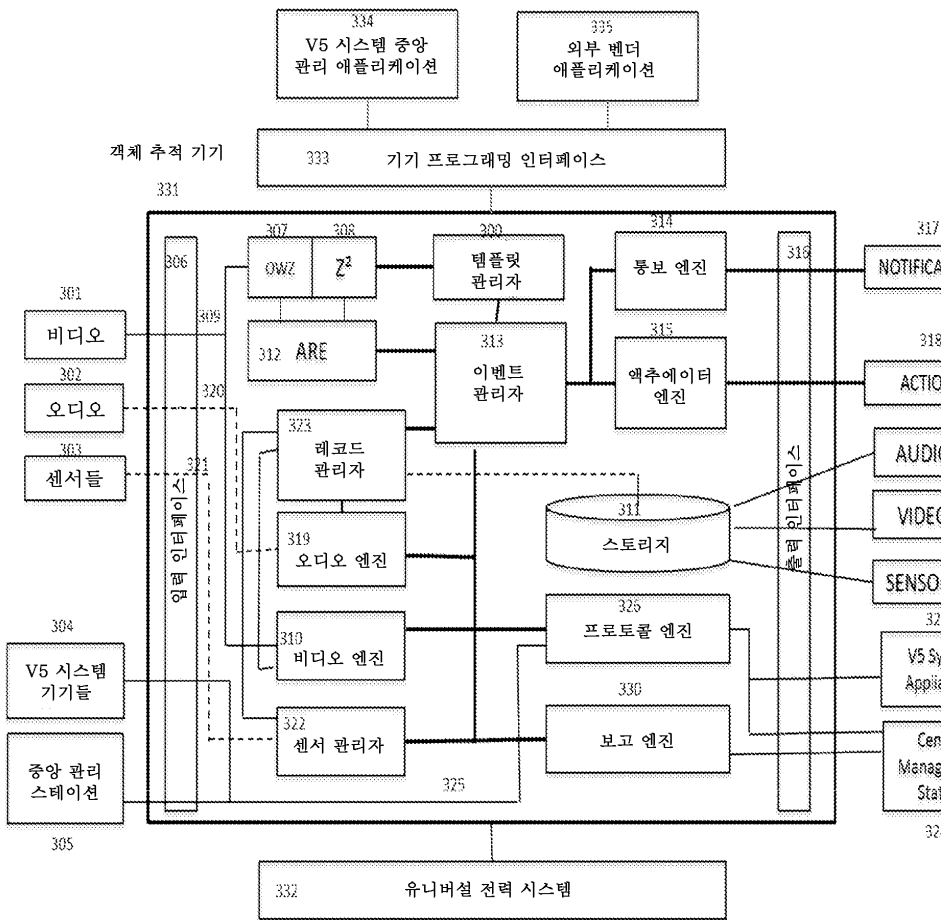 334
V5 시스템 중앙
관리 애플리케이션
335
외부 벤더
애플리케이션
객체 추적 기기
333
기기 프로그래밍 인터페이스
331
306
입력 인터페이스
307
308
OWZ
Z²
300
템플릿
관리자
314
통보 엔진
316
출력 인터페이스
317
301
비디오
309
312
ARE
313
이벤트
관리자
315
액추에이터
엔진
318
302
오디오
320
303
센서들
321
323
레코드
관리자
311
스토리지
319
오디오 엔진
304
V5 시스템
기기들
310
비디오 엔진
326
프로토콜 엔진
322
센서 관리자
330
보고 엔진
중앙 관리
스테이션
305
325
332
유니버설 전력 시스템